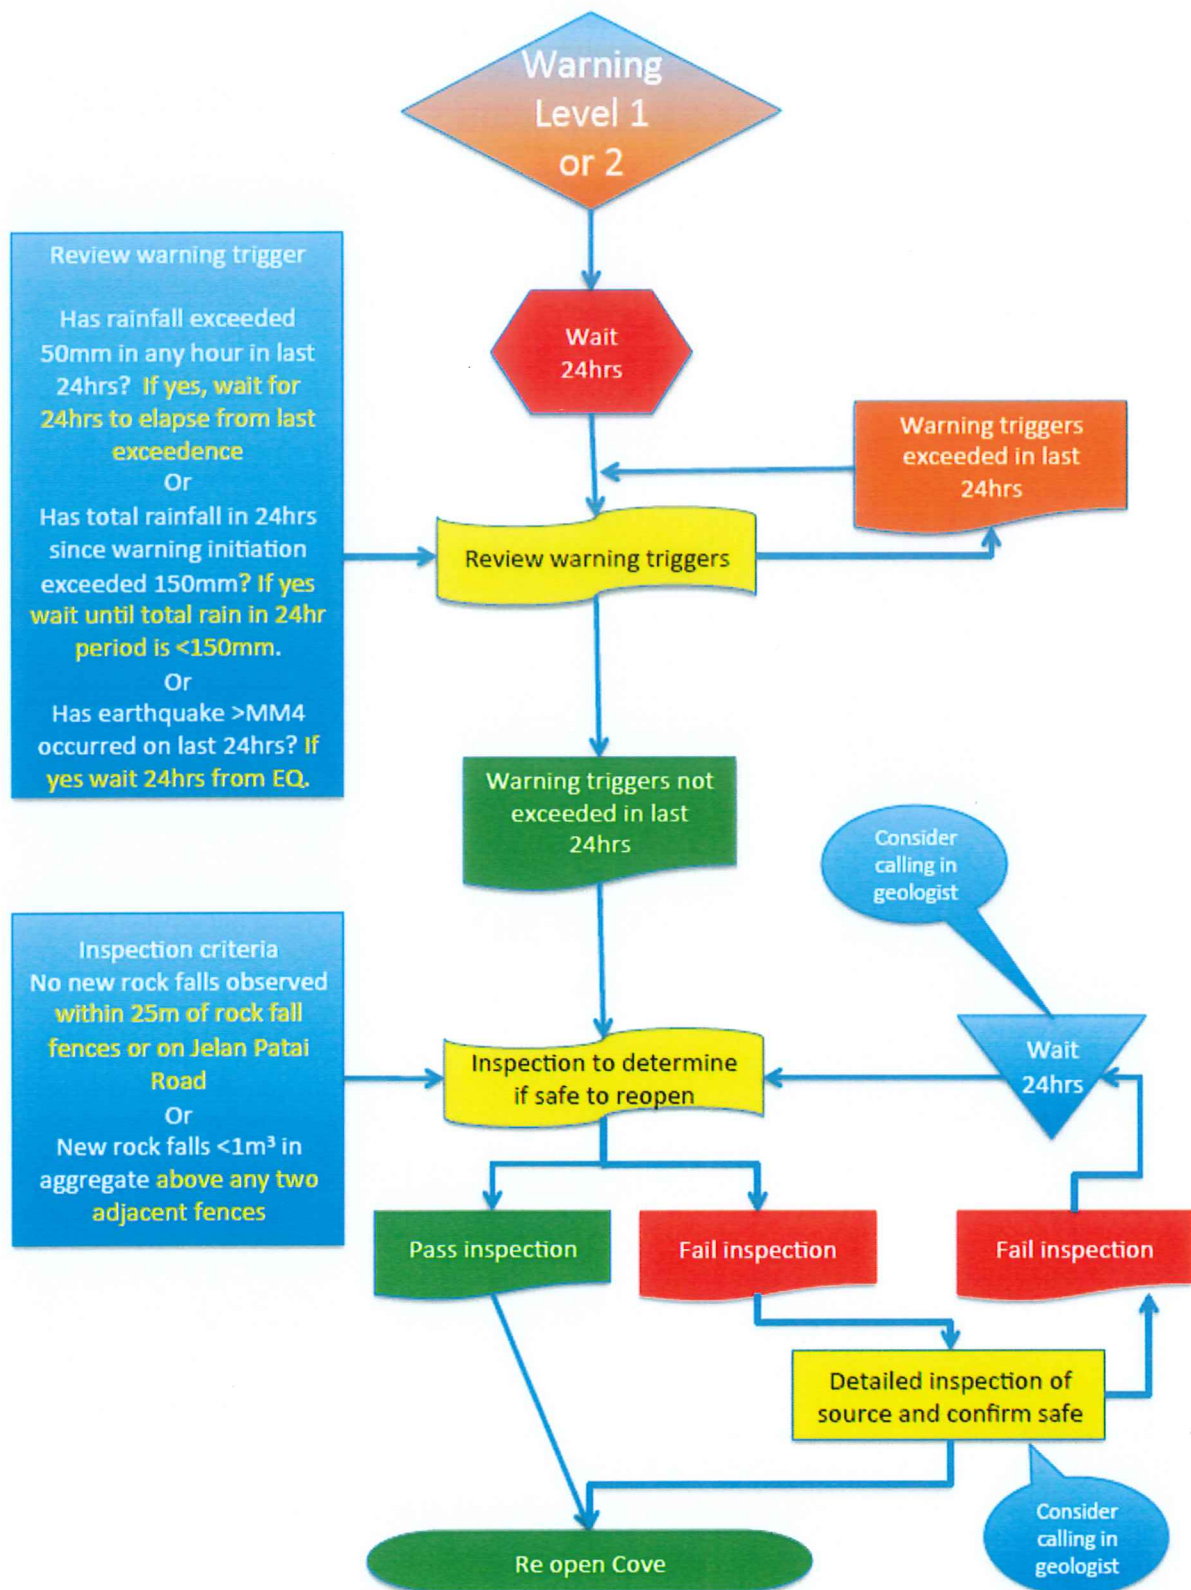 Warning
Level 1
or 2
Review warning trigger
Has rainfall exceeded
50mm in any hour in last
24hrs? If yes, wait for
24hrs to elapse from last
exceedence
Or
Has total rainfall in 24hrs
since warning initiation
exceeded 150mm? If yes
wait until total rain in 24hr
period is <150mm.
Or
Has earthquake >MM4
occurred on last 24hrs? If
yes wait 24hrs from EQ.
Wait
24hrs
Warning triggers
exceeded in last
24hrs
Review warning triggers
Warning triggers not
exceeded in last
24hrs
Consider
calling in
geologist
Inspection criteria
No new rock falls observed
within 25m of rock fall
fences or on Jelan Patai
Road
Or
New rock falls <1m³ in
aggregate above any two
adjacent fences
Inspection to determine
if safe to reopen
Wait
24hrs
Pass inspection
Fail inspection
Fail inspection
Detailed inspection of
source and confirm safe
Consider
calling in
geologist
Re open Cove